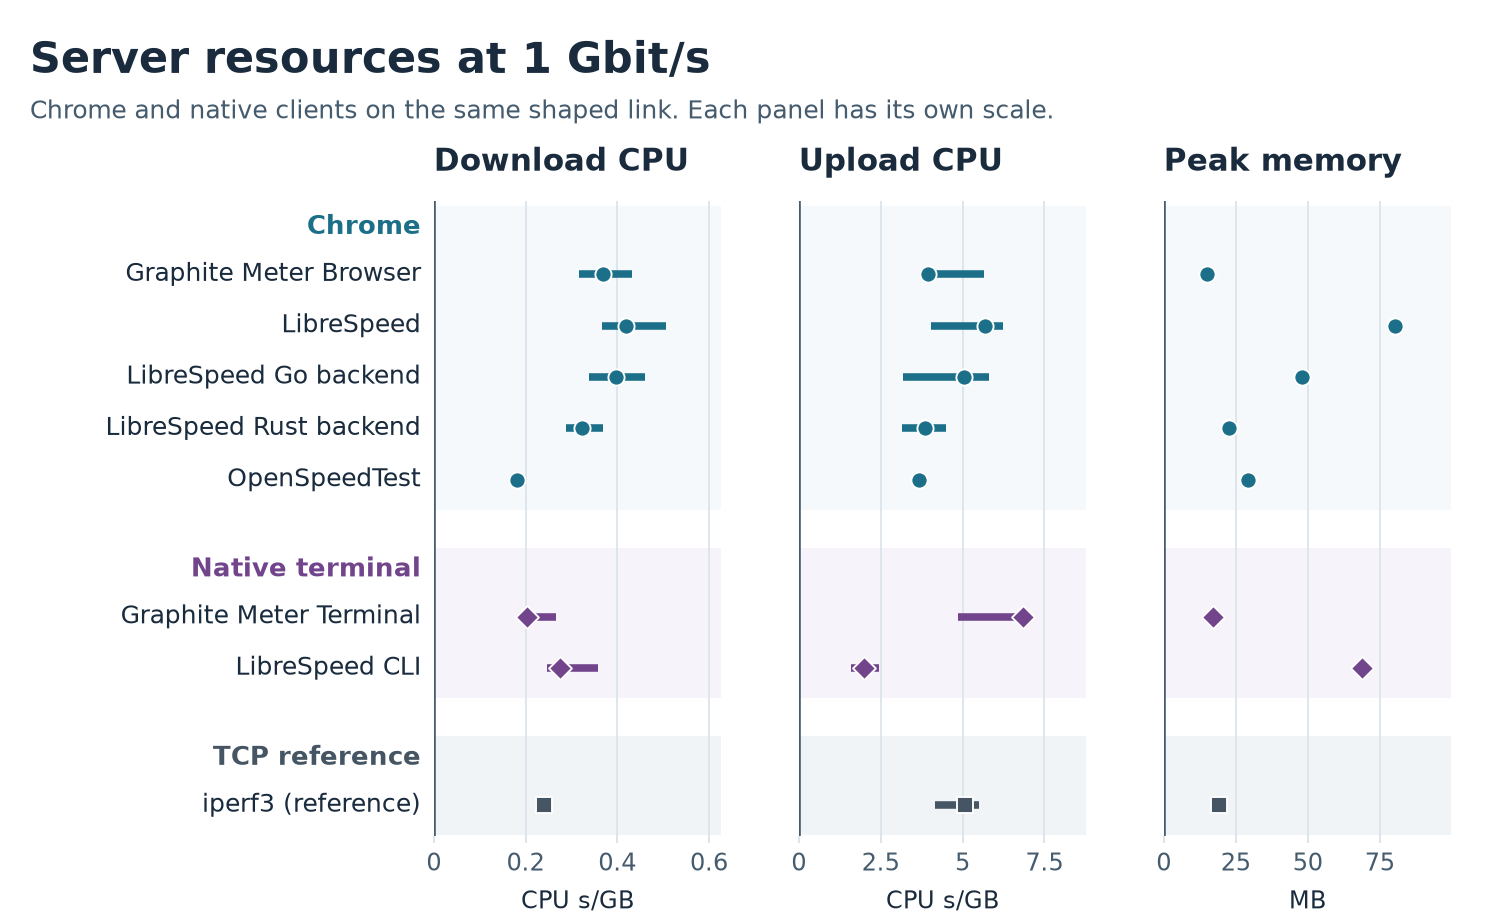 Server resources at 1 Gbit/s
Chrome and native clients on the same shaped link. Each panel has its own scale.
Download CPU
Upload CPU
Peak memory
Chrome
Graphite Meter Browser
LibreSpeed
LibreSpeed Go backend
LibreSpeed Rust backend
OpenSpeedTest
Native terminal
Graphite Meter Terminal
LibreSpeed CLI
TCP reference
iperf3 (reference)
0 0.2 0.4 0.6
0 2.5 5 7.5
0 25 50 75
CPU s/GB
CPU s/GB
MB